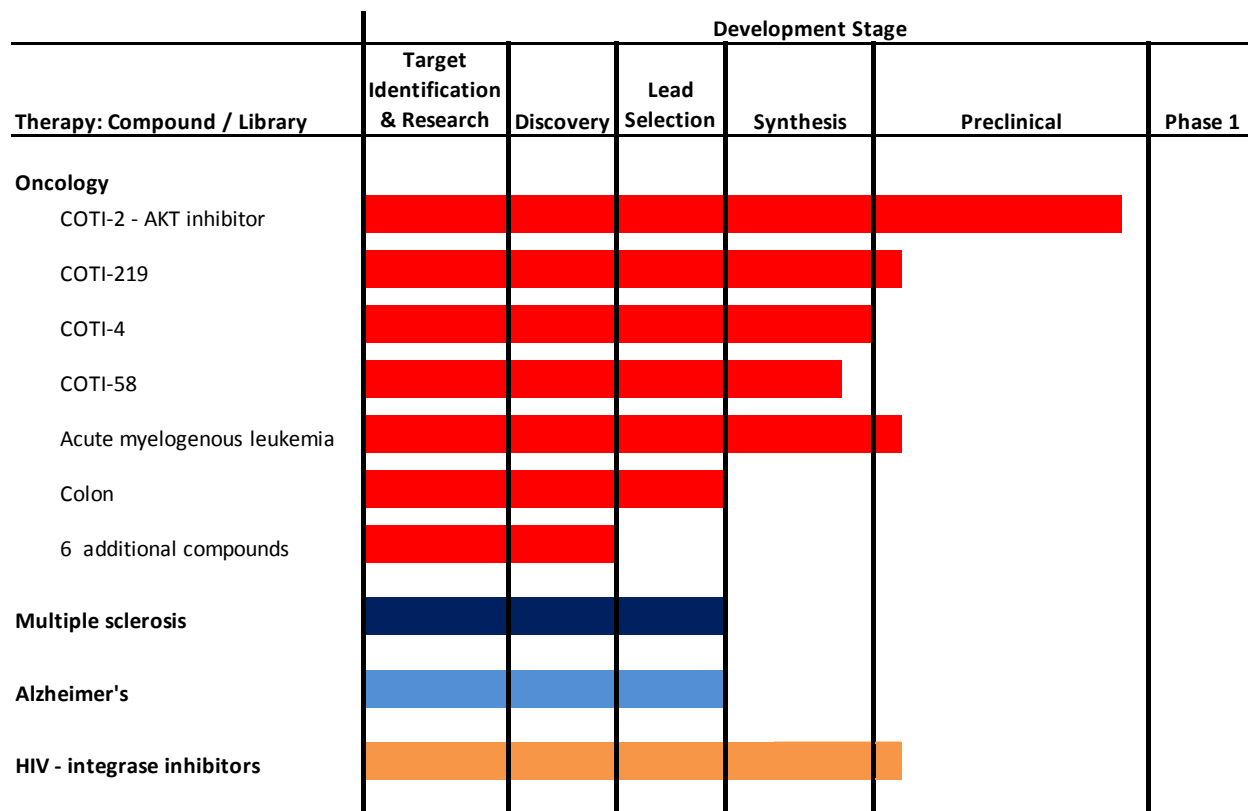 Development Stage
Target
Identification
& Research
Discovery
Lead
Selection
Synthesis
Preclinical
Phase 1
Therapy: Compound / Library
Oncology
COTI-2 - AKT inhibitor
COTI-219
COTI-4
COTI-58
Acute myelogenous leukemia
Colon
6 additional compounds
Multiple sclerosis
Alzheimer's
HIV - integrase inhibitors